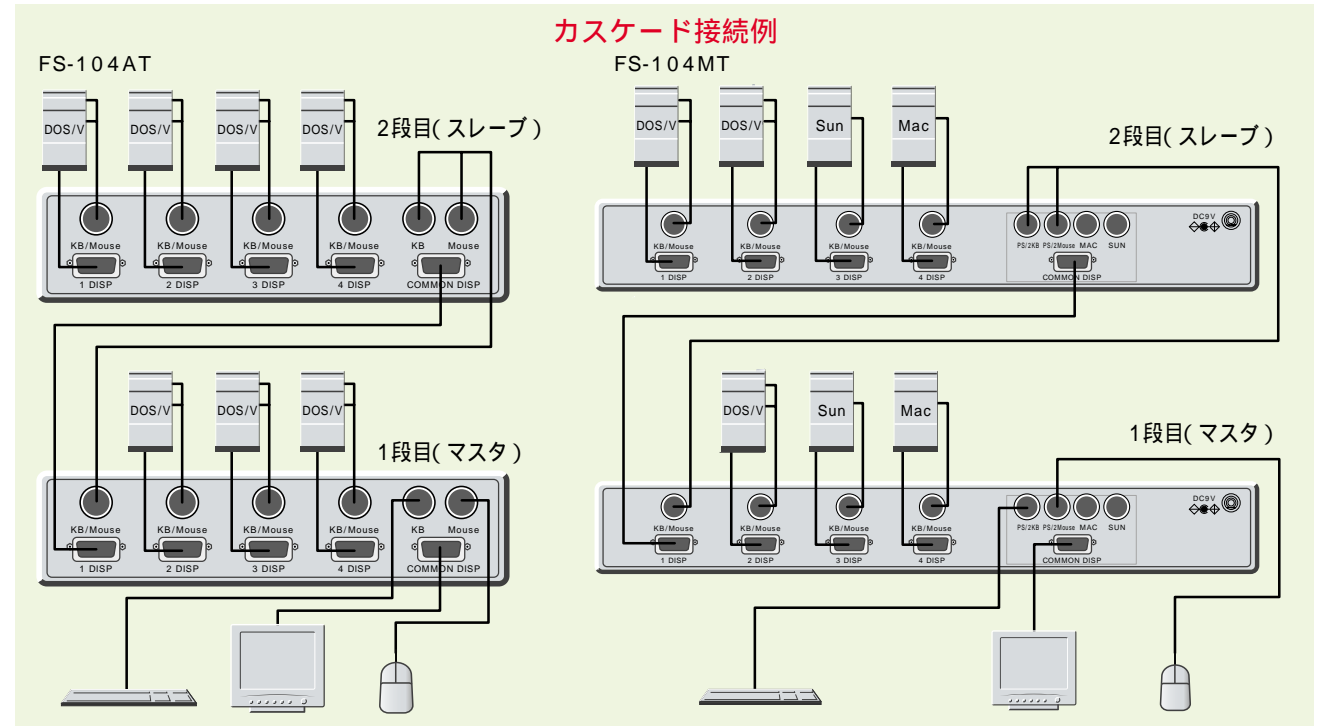 カスケード接続例
FS-104AT
DOS/V DOS/V DOS/V DOS/V
2段目(スレーブ)
KB/Mouse KB/Mouse KB/Mouse KB/Mouse KB Mouse
1 DISP 2 DISP 3 DISP 4 DISP COMMON DISP
DOS/V DOS/V DOS/V
1段目(マスタ)
KB/Mouse KB/Mouse KB/Mouse KB/Mouse KB Mouse
1 DISP 2 DISP 3 DISP 4 DISP COMMON DISP
FS-104MT
DOS/V DOS/V Sun Mac
2段目(スレーブ)
DC9V
KB/Mouse KB/Mouse KB/Mouse KB/Mouse PS/2KB PS/2Mouse MAC SUN
1 DISP 2 DISP 3 DISP 4 DISP COMMON DISP
DOS/V Sun Mac
1段目(マスタ)
DC9V
KB/Mouse KB/Mouse KB/Mouse KB/Mouse PS/2KB PS/2Mouse MAC SUN
1 DISP 2 DISP 3 DISP 4 DISP COMMON DISP